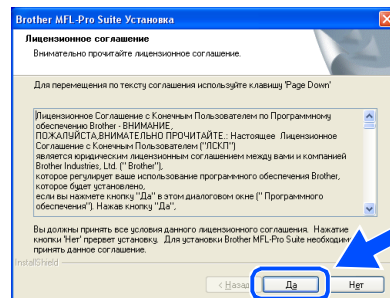 Brother MFL-Pro Suite Установка
Лицензионное соглашение
Внимательно прочитайте лицензионное соглашение.
Для перемещения по тексту соглашения используйте клавишу 'Page Down'
Лицензионное Соглашение с Конечным Пользователем по Программному
обеспечению Brother - ВНИМАНИЕ,
ПОЖАЛУЙСТА,ВНИМАТЕЛЬНО ПРОЧИТАЙТЕ.: Настоящее Лицензионное
Соглашение с Конечным Пользователем ("ЛСКП")
является юридическим лицензионным соглашением между вами и компанией
Brother Industries, Ltd. (" Brother"),
которое регулирует ваше использование программного обеспечения Brother,
которое будет установлено,
если вы нажмете кнопку "Да" в этом диалоговом окне (" Программного
обеспечения"). Нажав кнопку "Да",
Вы должны принять все условия данного лицензионного соглашения. Нажатие
кнопки 'Нет' прервет установку. Для установки Brother MFL-Pro Suite необходимо
принять данное соглашение.
InstallShield
< Назад
Да
Нет